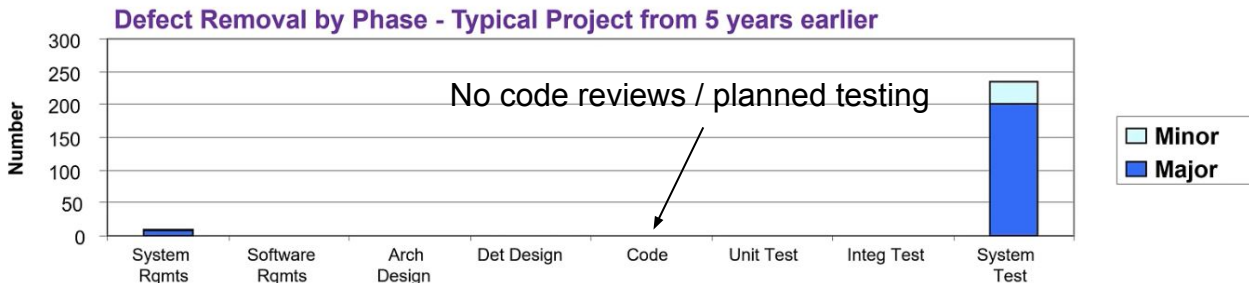 Defect Removal by Phase - Typical Project from 5 years earlier
300
250
200
150
100
50
0
Number
No code reviews / planned testing
Minor
Major
System Rqmts
Software Rqmts
Arch Design
Det Design
Code
Unit Test
Integ Test
System Test